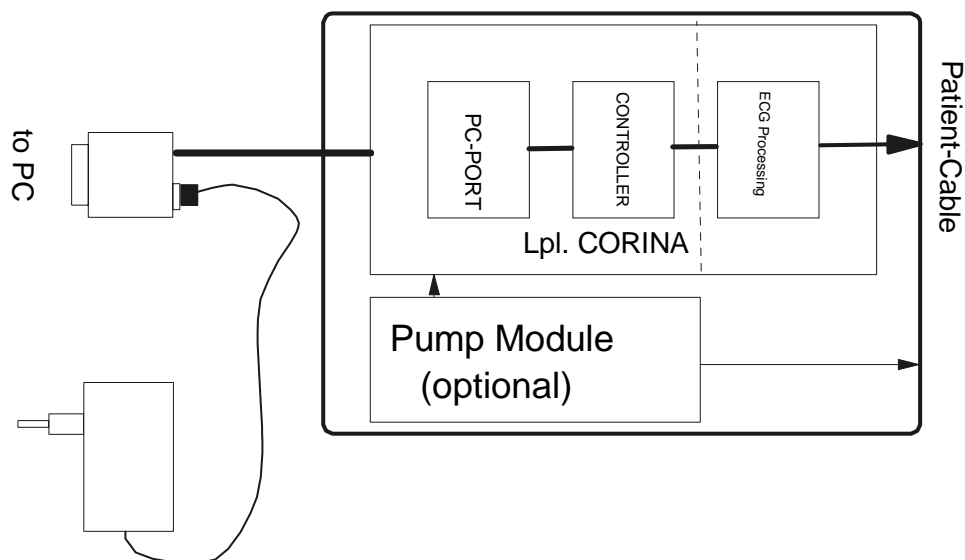 to PC
PC-PORT
CONTROLLER
ECG Processing
Lpl. CORINA
Pump Module
(optional)
Patient-Cable